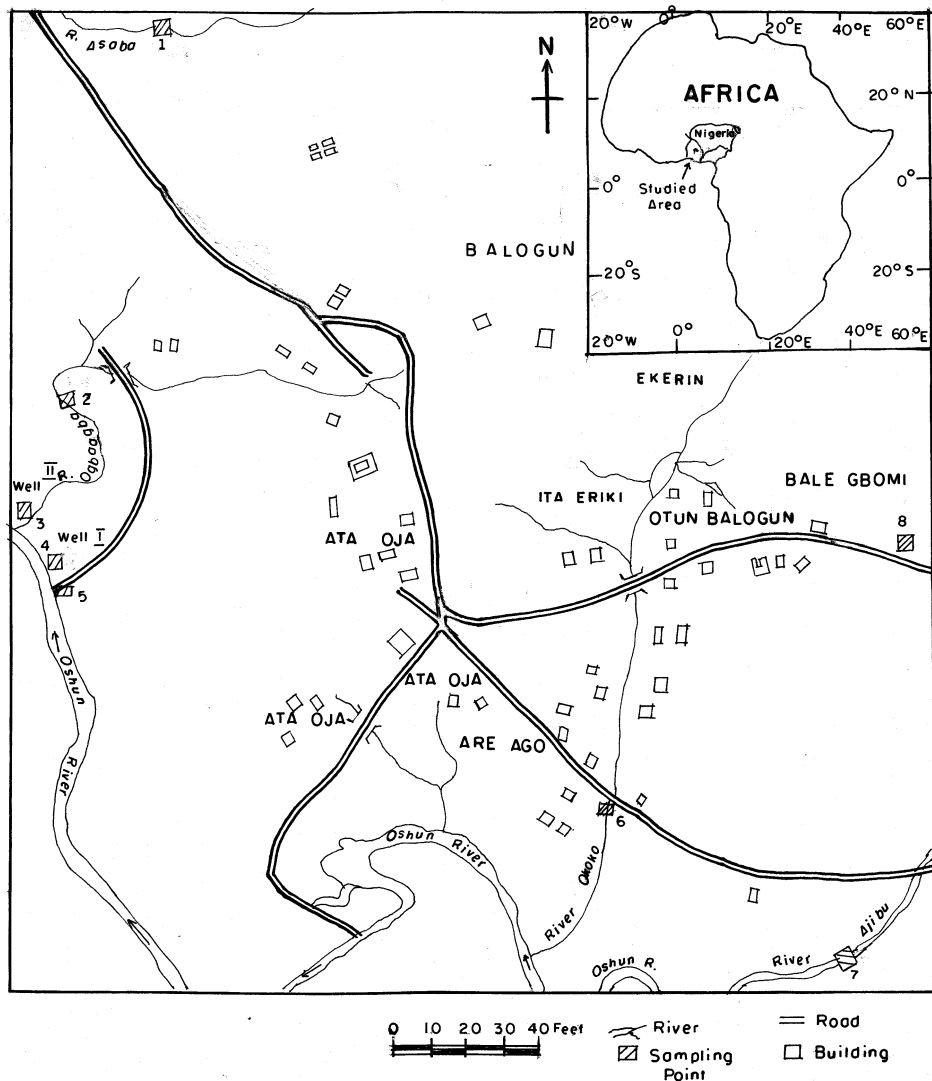 R. Asaba
1
N
BALOGUN
20°W
0°
20°E
40°E
60°E
AFRICA
20°N
Nigeria
Studied
Area
0°
0°
20°S
20°S
20°W
0°
20°E
40°E
60°E
EKERIN
2
Ogbagba
R.
Well II
3
Well I
4
5
ITA ERIKI
BALE GBOMI
OTUN BALOGUN
8
ATA OJA
Oshun
River
ATA OJA
ATA OJA
ARE AGO
6
Oshun
River
Okoko
River
Oshun R.
River
Ajibu
7
0 10 20 30 40 Feet
River
Road
Sampling
Point
Building